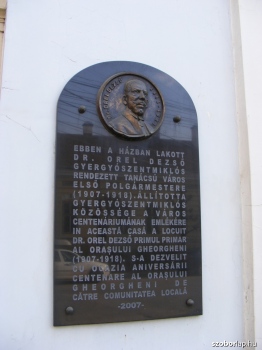 EBBEN A HÁZBAN LAKOTT
DR. OREL DEZSŐ
GYERGYÓSZENTMIKLÓS
RENDEZETT TANÁCSÚ VÁROS
ELSŐ POLGÁRMESTERE
(1907-1918). ÁLLÍTOTTA
GYERGYÓSZENTMIKLÓS
KÖZÖSSÉGE A VÁROS
CENTENÁRIUMÁNAK EMLÉKÉRE
IN ACEASTĂ CASĂ A LOCUIT
DR. OREL DEZSŐ PRIMUL PRIMAR
AL ORAŞULUI GHEORGHENI
(1907-1918). S-A DEZVELIT
CU OCAZIA ANIVERSĂRII
CENTENARE AL ORAŞULUI
GHEORGHENI DE
CĂTRE COMUNITATEA LOCALĂ
-2007-
szoborlap.hu